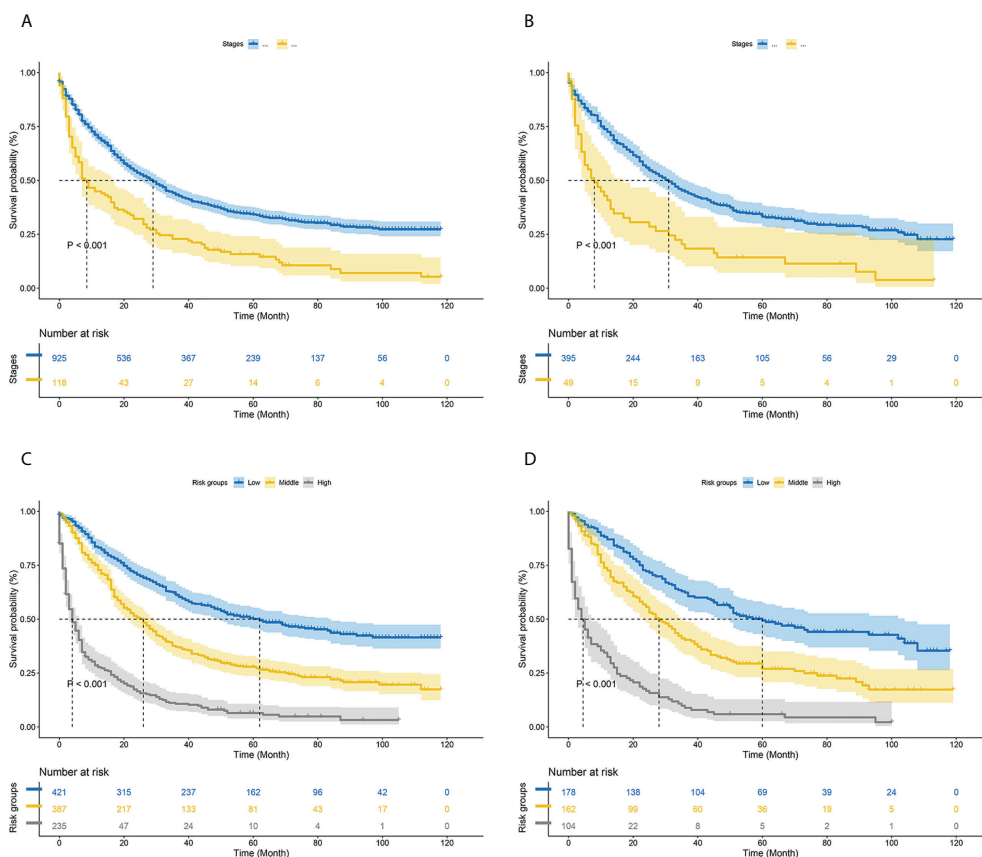 A
Stages ... ...
Survival probability (%)
1.00
0.75
0.50
0.25
0.00
P < 0.001
0 20 40 60 80 100 120
Time (Month)
Number at risk
Stages
925 536 367 239 137 56 0
118 43 27 14 6 4 0
0 20 40 60 80 100 120
Time (Month)
B
Stages ... ...
Survival probability (%)
1.00
0.75
0.50
0.25
0.00
P < 0.001
0 20 40 60 80 100 120
Time (Month)
Number at risk
Stages
395 244 163 105 56 29 0
49 15 9 5 4 1 0
0 20 40 60 80 100 120
Time (Month)
C
Risk groups Low Middle High
Survival probability (%)
1.00
0.75
0.50
0.25
0.00
P < 0.001
0 20 40 60 80 100 120
Time (Month)
Number at risk
Risk groups
421 315 237 162 96 42 0
387 217 133 81 43 17 0
235 47 24 10 4 1 0
0 20 40 60 80 100 120
Time (Month)
D
Risk groups Low Middle High
Survival probability (%)
1.00
0.75
0.50
0.25
0.00
P < 0.001
0 20 40 60 80 100 120
Time (Month)
Number at risk
Risk groups
178 138 104 69 39 24 0
162 99 60 36 19 5 0
104 22 8 5 2 1 0
0 20 40 60 80 100 120
Time (Month)